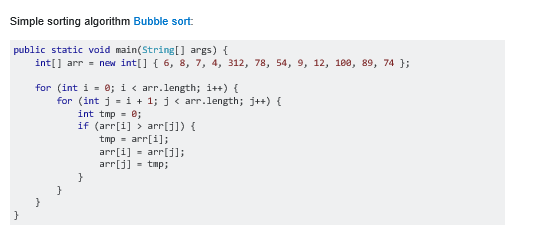 Simple sorting algorithm Bubble sort:
public static void main(String[] args) {
    int[] arr = new int[] { 6, 8, 7, 4, 312, 78, 54, 9, 12, 100, 89, 74 };

    for (int i = 0; i < arr.length; i++) {
        for (int j = i + 1; j < arr.length; j++) {
            int tmp = 0;
            if (arr[i] > arr[j]) {
                tmp = arr[i];
                arr[i] = arr[j];
                arr[j] = tmp;
            }
        }
    }
}